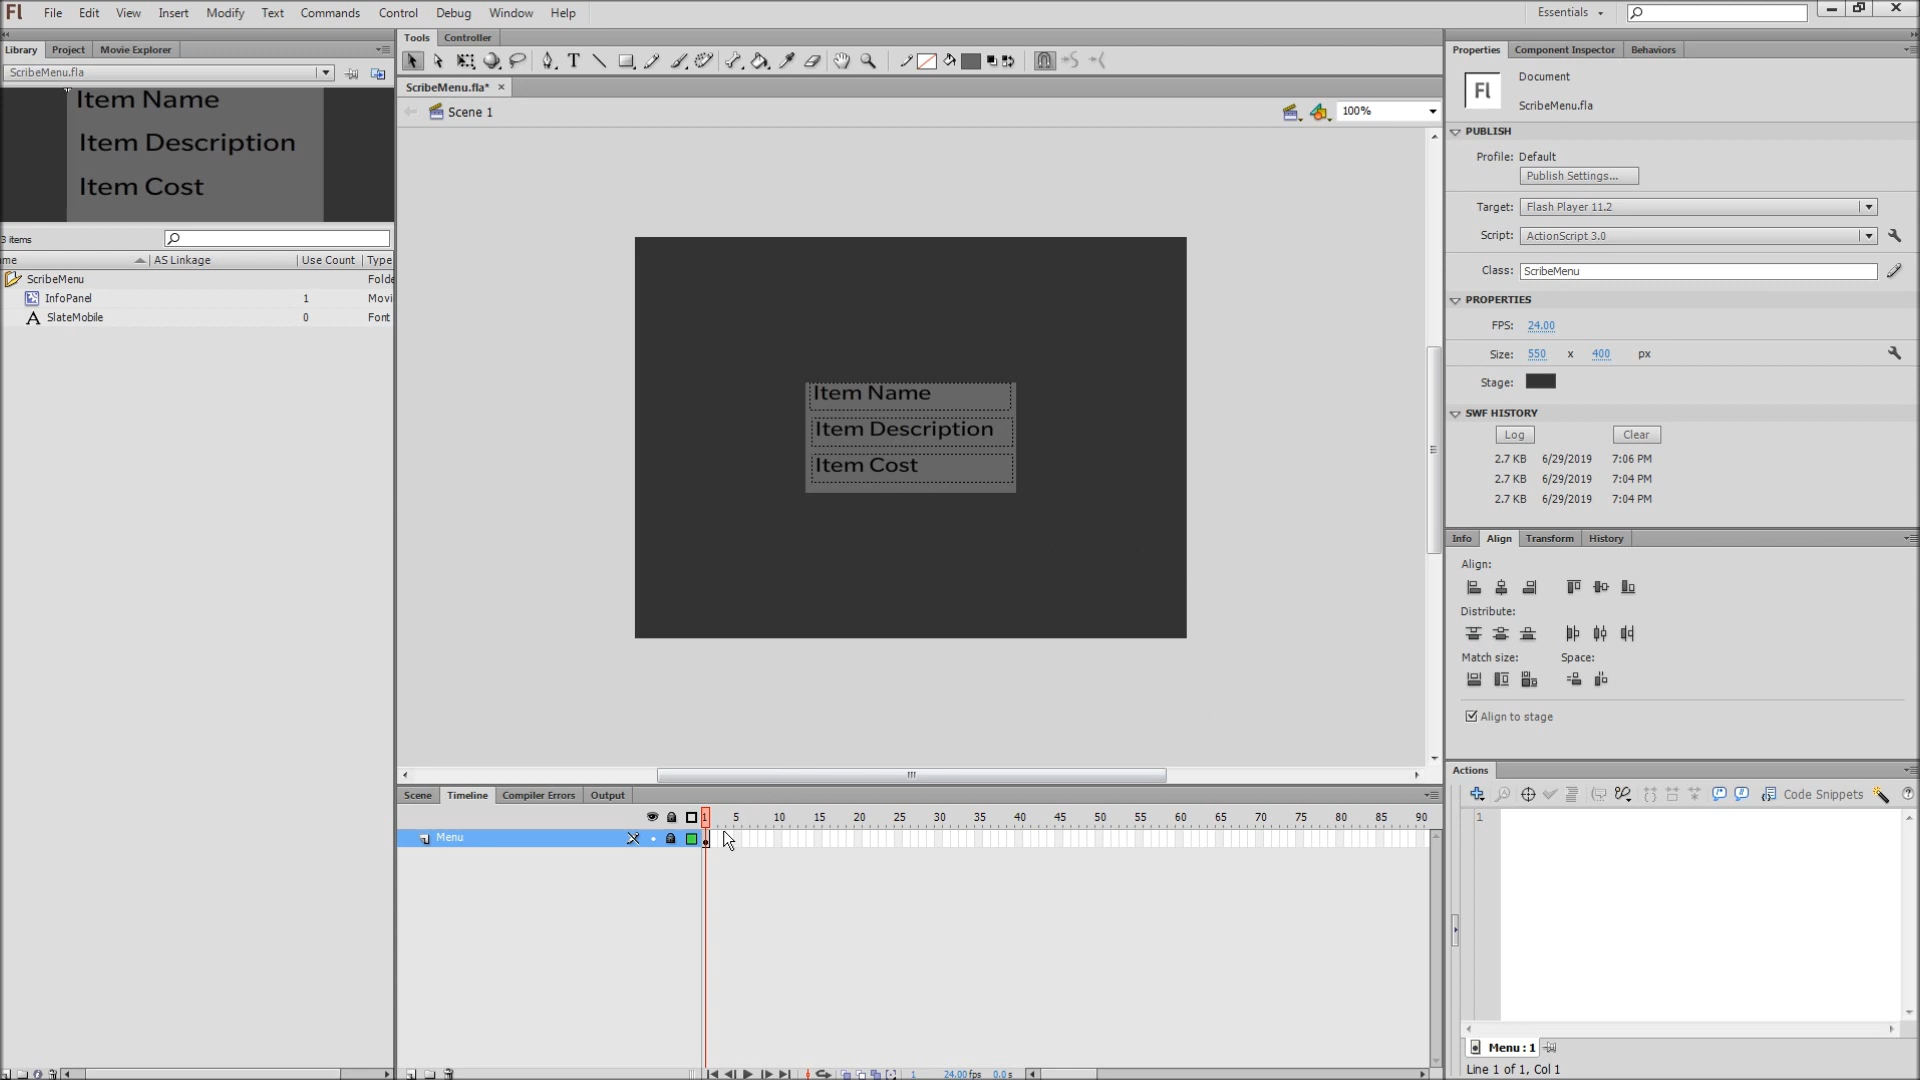 Fl File Edit View Insert Modify Text Commands Control Debug Window Help Essentials
Library Project Movie Explorer
ScribeMenu.fla
Item Name
Item Description
Item Cost
3 items
me AS Linkage Use Count Type
ScribeMenu Folde
InfoPanel 1 Movi
SlateMobile 0 Font
Tools Controller
ScribeMenu.fla*
Scene 1 100%
Item Name
Item Description
Item Cost
Scene Timeline Compiler Errors Output
1 5 10 15 20 25 30 35 40 45 50 55 60 65 70 75 80 85 90
Menu
1 24.00 fps 0.0 s
Properties Component Inspector Behaviors
Fl
Document
ScribeMenu.fla
PUBLISH
Profile: Default
Publish Settings...
Target: Flash Player 11.2
Script: ActionScript 3.0
Class: ScribeMenu
PROPERTIES
FPS: 24.00
Size: 550 x 400 px
Stage:
SWF HISTORY
Log Clear
2.7 KB 6/29/2019 7:06 PM
2.7 KB 6/29/2019 7:04 PM
2.7 KB 6/29/2019 7:04 PM
Info Align Transform History
Align:
Distribute:
Match size: Space:
Align to stage
Actions
Code Snippets
1
Menu : 1
Line 1 of 1, Col 1